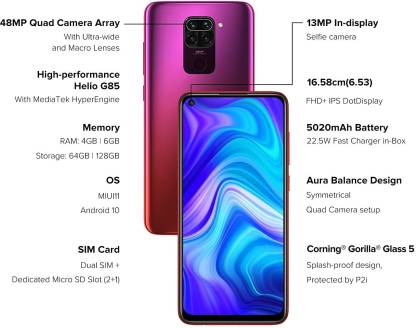 48MP Quad Camera Array
With Ultra-wide
and Macro Lenses
High-performance
Helio G85
With MediaTek HyperEngine
Memory
RAM: 4GB | 6GB
Storage: 64GB | 128GB
OS
MIUI11
Android 10
SIM Card
Dual SIM +
Dedicated Micro SD Slot (2+1)
13MP In-display
Selfie camera
16.58cm(6.53)
FHD+ IPS DotDisplay
5020mAh Battery
22.5W Fast Charger in-Box
Aura Balance Design
Symmetrical
Quad Camera setup
Corning® Gorilla® Glass 5
Splash-proof design,
Protected by P2i